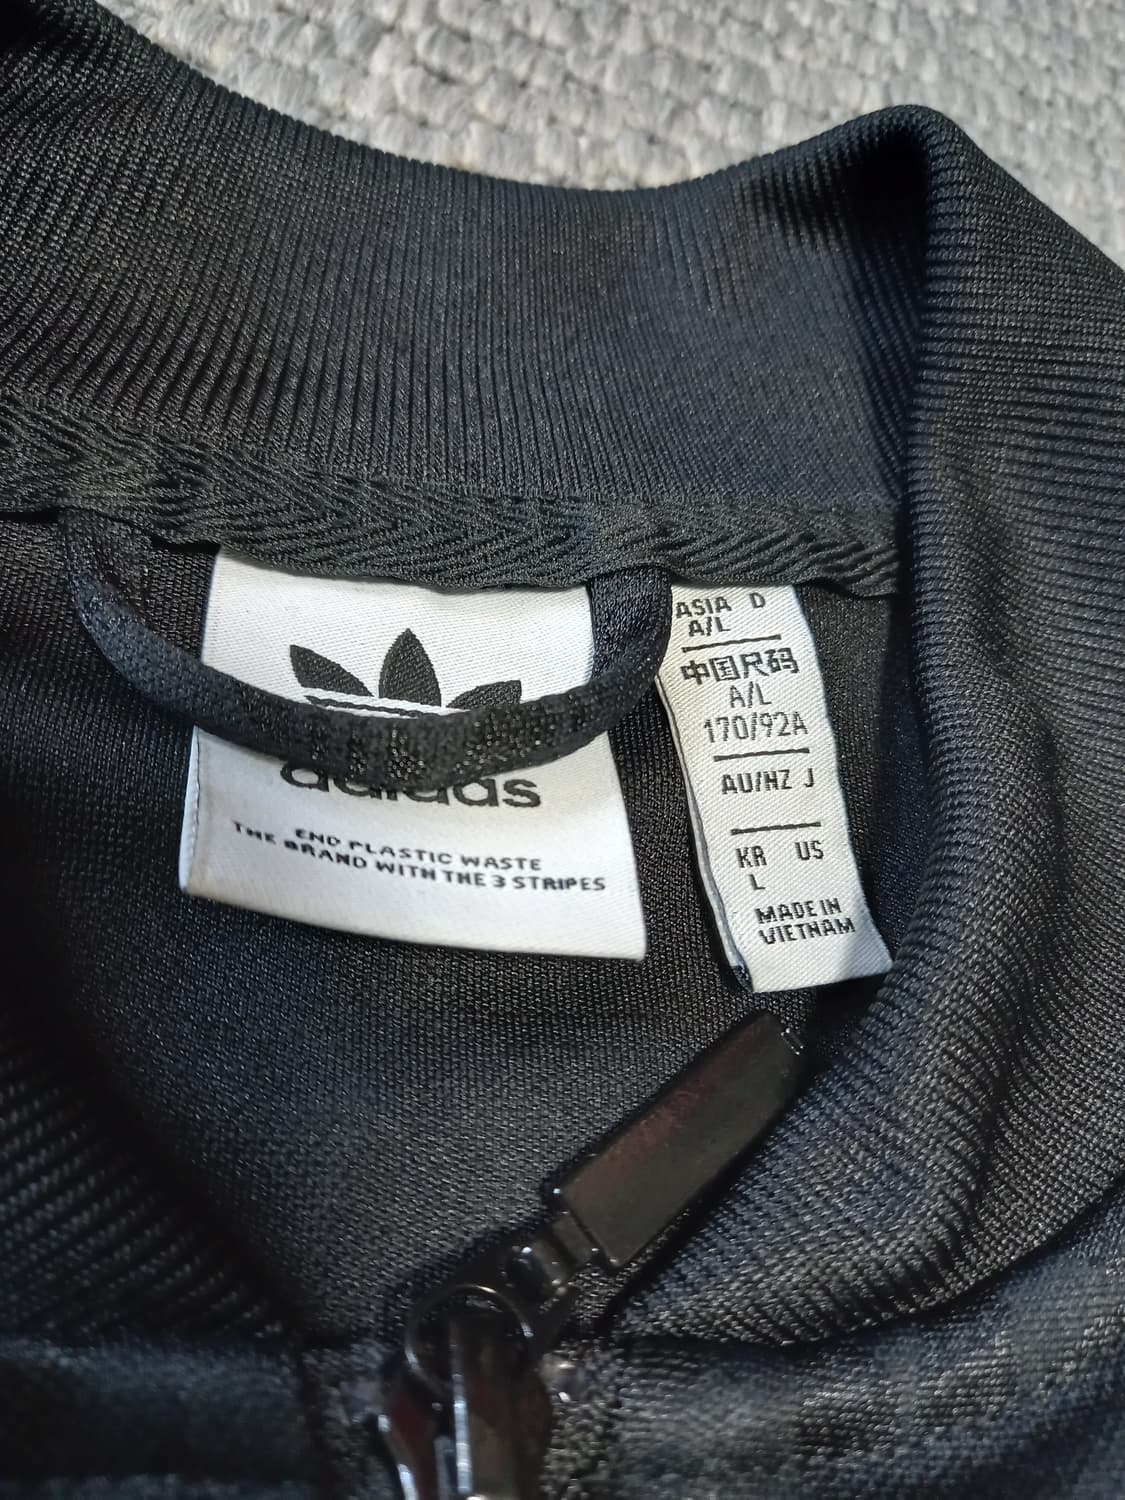 adidas
END PLASTIC WASTE
THE BRAND WITH THE 3 STRIPES
ASIA D
A/L
中国尺码
A/L
170/92A
AU/NZ J
KR US
L
MADE IN
VIETNAM